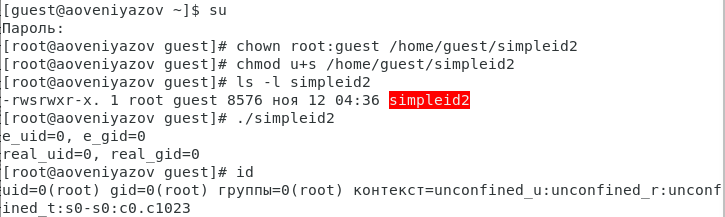 [guest@aoveniyazov ~]$ su
Пароль:
[root@aoveniyazov guest]# chown root:guest /home/guest/simpleid2
[root@aoveniyazov guest]# chmod u+s /home/guest/simpleid2
[root@aoveniyazov guest]# ls -l simpleid2
-rwsrwxr-x. 1 root guest 8576 ноя 12 04:36 simpleid2
[root@aoveniyazov guest]# ./simpleid2
e_uid=0, e_gid=0
real_uid=0, real_gid=0
[root@aoveniyazov guest]# id
uid=0(root) gid=0(root) группы=0(root) контекст=unconfined_u:unconfined_r:unconf
ined_t:s0-s0:c0.c1023